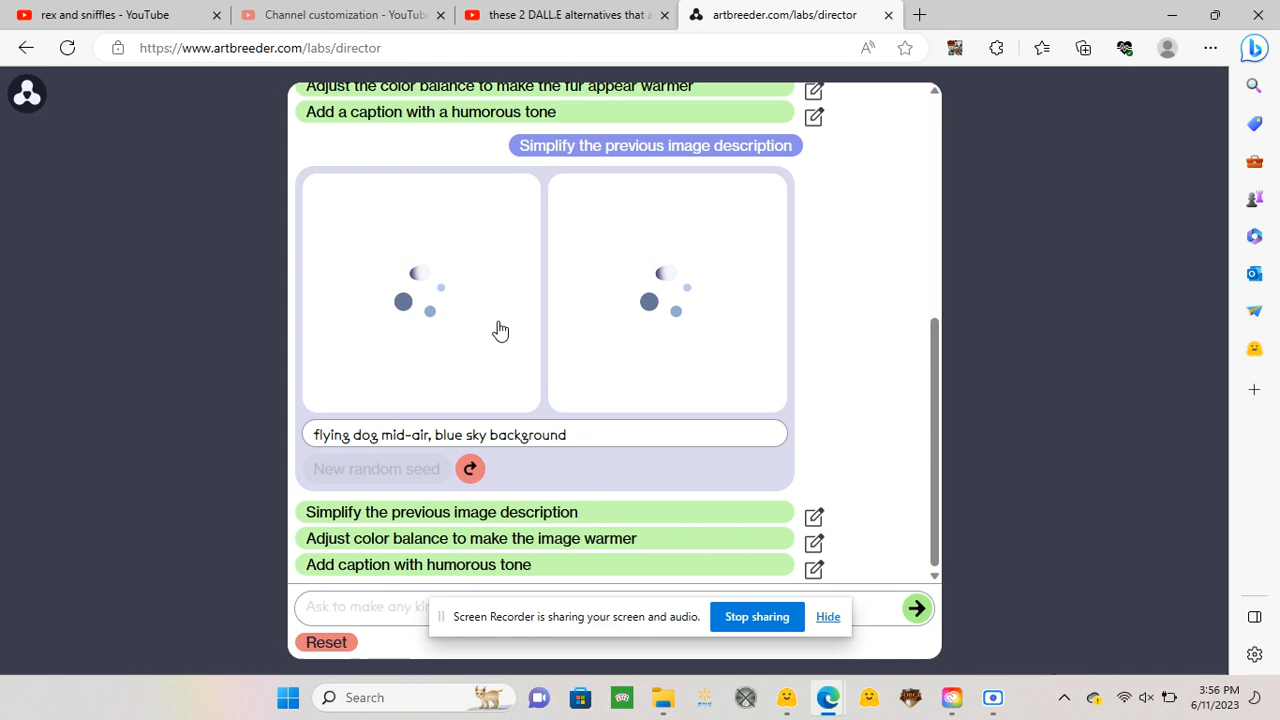 rex and sniffles - YouTube
Channel customization - YouTube
these 2 DALL.E alternatives that a
artbreeder.com/labs/director
https://www.artbreeder.com/labs/director
Adjust the color balance to make the fur appear warmer
Add a caption with a humorous tone
Simplify the previous image description
flying dog mid-air, blue sky background
New random seed
Simplify the previous image description
Adjust color balance to make the image warmer
Add caption with humorous tone
Ask to make any ki
Screen Recorder is sharing your screen and audio.
Stop sharing
Hide
Reset
Search
3:56 PM
6/11/2023